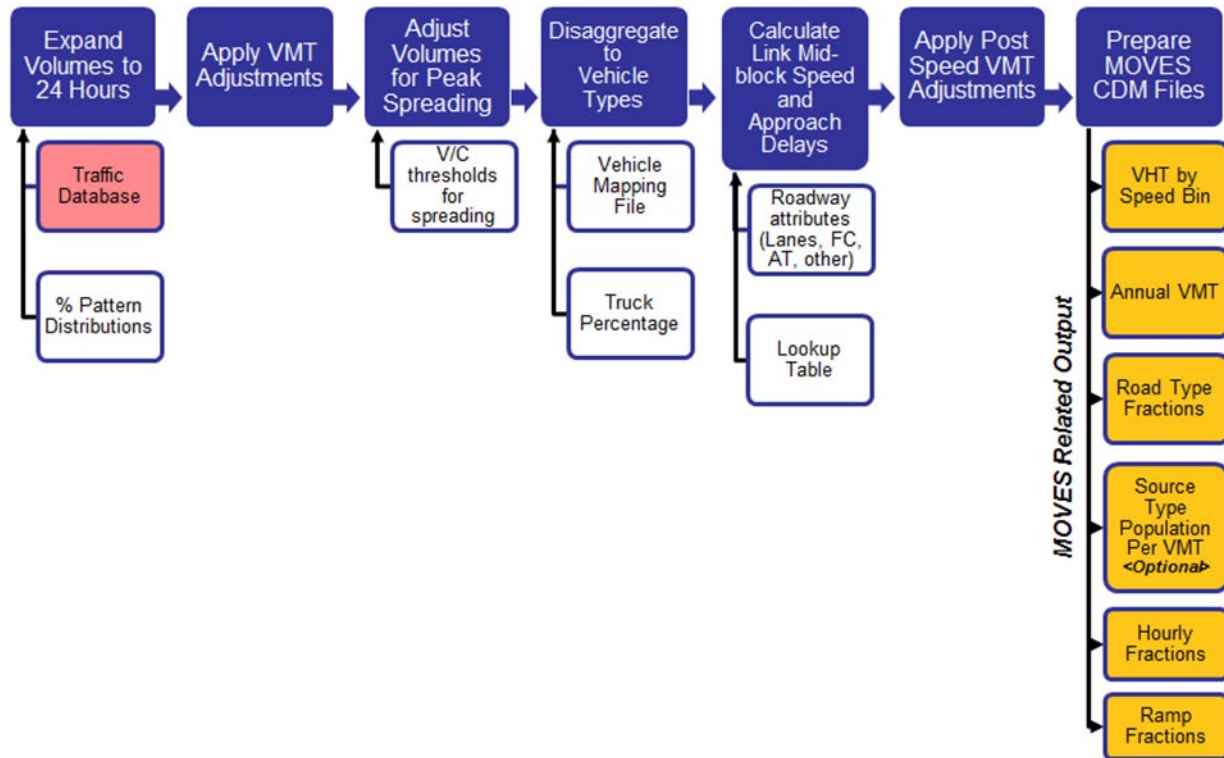 Expand
Volumes to
24 Hours
Apply VMT
Adjustments
Adjust
Volumes
for Peak
Spreading
Disaggregate
to
Vehicle
Types
Calculate
Link Mid-
block Speed
and
Approach
Delays
Apply Post
Speed VMT
Adjustments
Prepare
MOVES
CDM Files
Traffic
Database
% Pattern
Distributions
V/C
thresholds
for
spreading
Vehicle
Mapping
File
Truck
Percentage
Roadway
attributes
(Lanes, FC,
AT, other)
Lookup
Table
MOVES Related Output
VHT by
Speed Bin
Annual VMT
Road Type
Fractions
Source
Type
Population
Per VMT
<Optional>
Hourly
Fractions
Ramp
Fractions